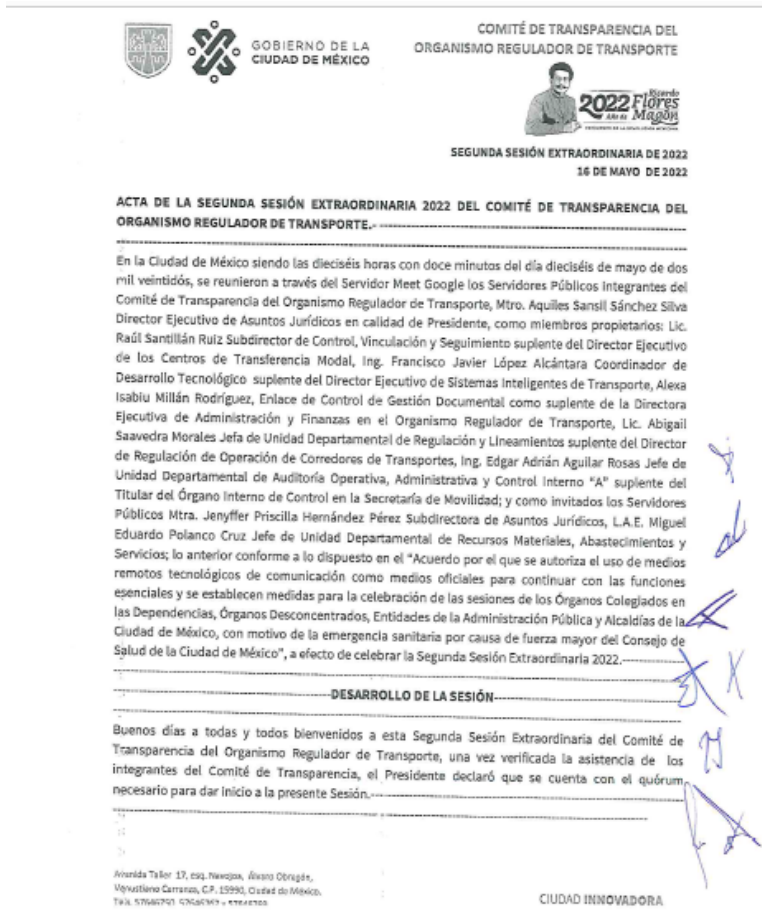 GOBIERNO DE LA
CIUDAD DE MÉXICO
COMITÉ DE TRANSPARENCIA DEL
ORGANISMO REGULADOR DE TRANSPORTE
2022 Ricardo
Flores
Año de Magón
SEGUNDA SESIÓN EXTRAORDINARIA DE 2022
16 DE MAYO DE 2022
ACTA DE LA SEGUNDA SESIÓN EXTRAORDINARIA 2022 DEL COMITÉ DE TRANSPARENCIA DEL
ORGANISMO REGULADOR DE TRANSPORTE.-
En la Ciudad de México siendo las dieciséis horas con doce minutos del día dieciséis de mayo de dos
mil veintidós, se reunieron a través del Servidor Meet Google los Servidores Públicos Integrantes del
Comité de Transparencia del Organismo Regulador de Transporte, Mtro. Aquiles Sansil Sánchez Silva
Director Ejecutivo de Asuntos Jurídicos en calidad de Presidente, como miembros propietarios: Lic.
Raúl Santillán Ruiz Subdirector de Control, Vinculación y Seguimiento suplente del Director Ejecutivo
de los Centros de Transferencia Modal, Ing. Francisco Javier López Alcántara Coordinador de
Desarrollo Tecnológico suplente del Director Ejecutivo de Sistemas Inteligentes de Transporte, Alexa
Isabiu Millán Rodríguez, Enlace de Control de Gestión Documental como suplente de la Directora
Ejecutiva de Administración y Finanzas en el Organismo Regulador de Transporte, Lic. Abigail
Saavedra Morales Jefa de Unidad Departamental de Regulación y Lineamientos suplente del Director
de Regulación de Operación de Corredores de Transportes, Ing. Edgar Adrián Aguilar Rosas Jefe de
Unidad Departamental de Auditoría Operativa, Administrativa y Control Interno "A" suplente del
Titular del Órgano Interno de Control en la Secretaría de Movilidad; y como invitados los Servidores
Públicos Mtra. Jenyffer Priscilla Hernández Pérez Subdirectora de Asuntos Jurídicos, L.A.E. Miguel
Eduardo Polanco Cruz Jefe de Unidad Departamental de Recursos Materiales, Abastecimientos y
Servicios; lo anterior conforme a lo dispuesto en el "Acuerdo por el que se autoriza el uso de medios
remotos tecnológicos de comunicación como medios oficiales para continuar con las funciones
esenciales y se establecen medidas para la celebración de las sesiones de los Órganos Colegiados en
las Dependencias, Órganos Desconcentrados, Entidades de la Administración Pública y Alcaldías de la
Ciudad de México, con motivo de la emergencia sanitaria por causa de fuerza mayor del Consejo de
Salud de la Ciudad de México", a efecto de celebrar la Segunda Sesión Extraordinaria 2022.-
DESARROLLO DE LA SESIÓN
Buenos días a todas y todos bienvenidos a esta Segunda Sesión Extraordinaria del Comité de
Transparencia del Organismo Regulador de Transporte, una vez verificada la asistencia de los
integrantes del Comité de Transparencia, el Presidente declaró que se cuenta con el quórum
necesario para dar inicio a la presente Sesión.-
Avenida Taller 17, esq. Navojoa, Álvaro Obregón,
Venustiano Carranza, C.P. 15990, Ciudad de México.
CIUDAD INNOVADORA